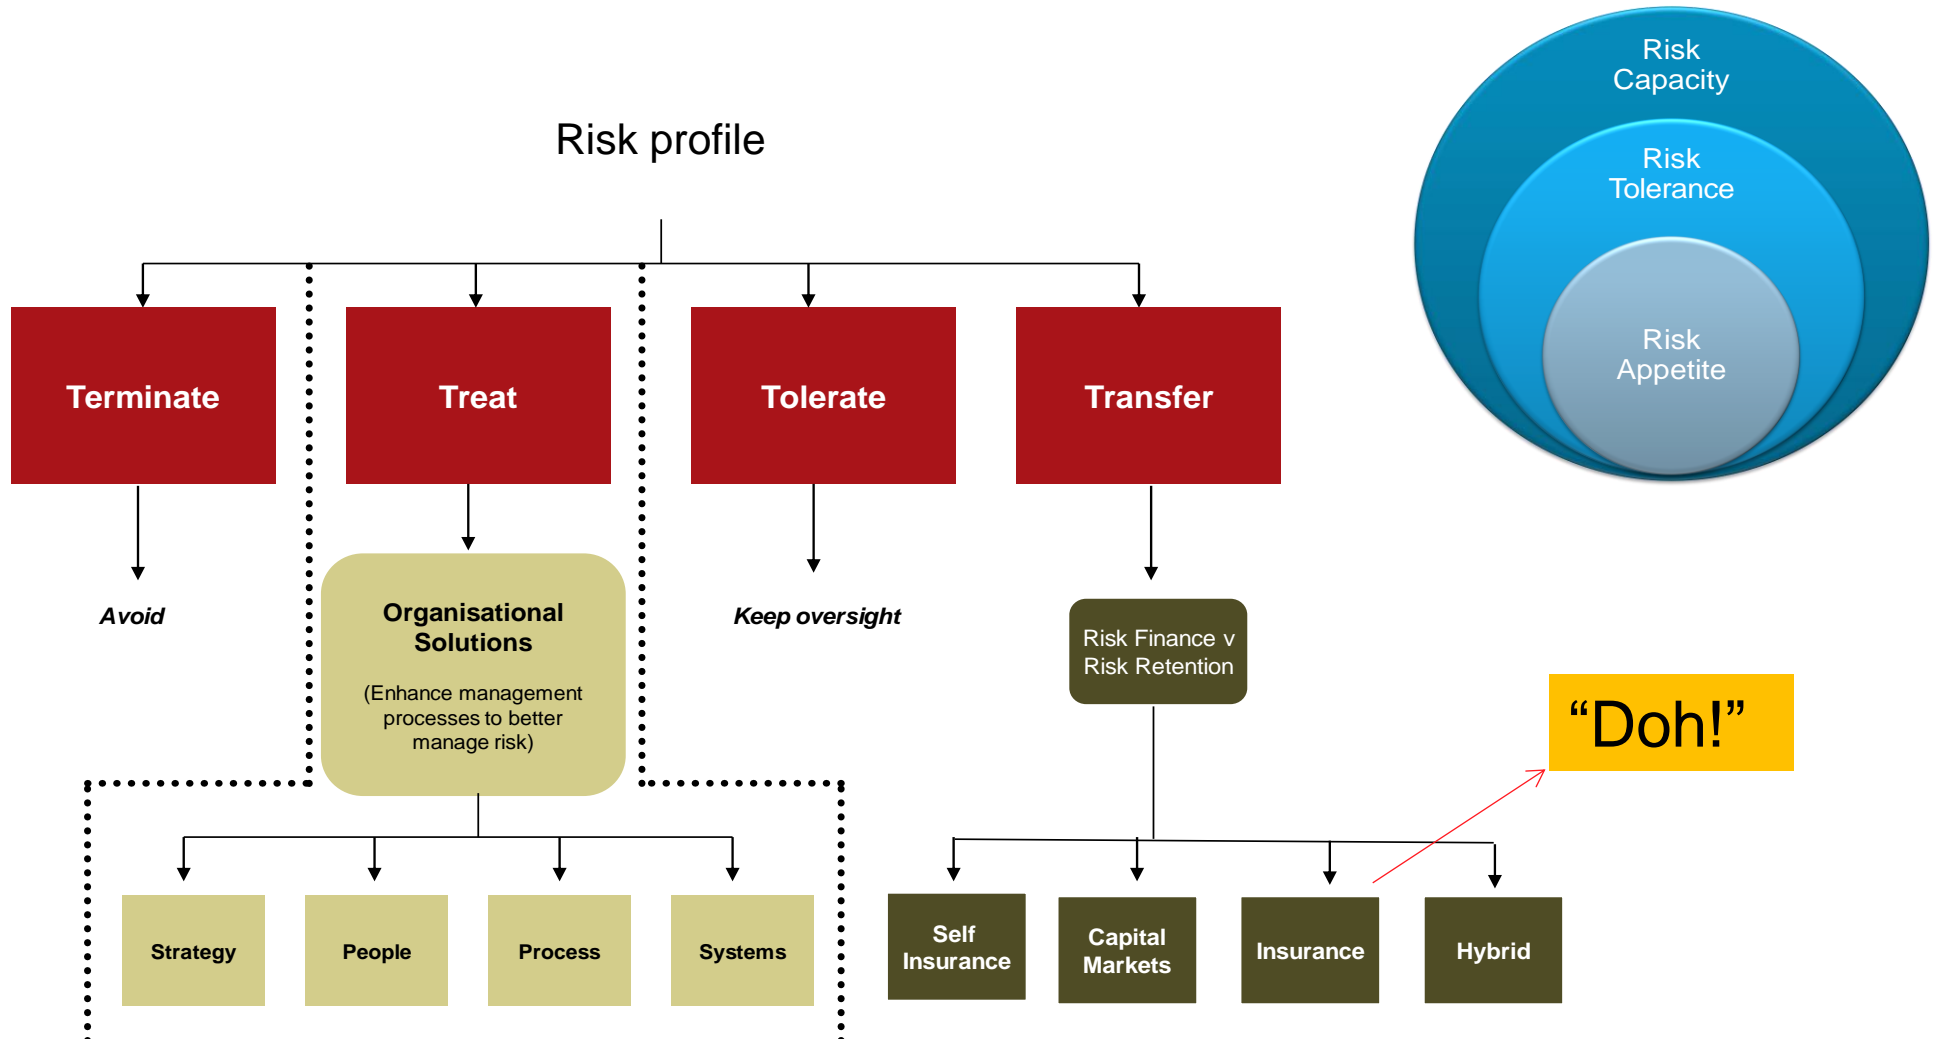 Risk
Capacity
Risk
Tolerance
Risk
Appetite
Risk profile
Terminate
Treat
Tolerate
Transfer
Avoid
Organisational
Solutions
(Enhance management
processes to better
manage risk)
Keep oversight
Risk Finance v
Risk Retention
“Doh!”
Strategy
People
Process
Systems
Self
Insurance
Capital
Markets
Insurance
Hybrid